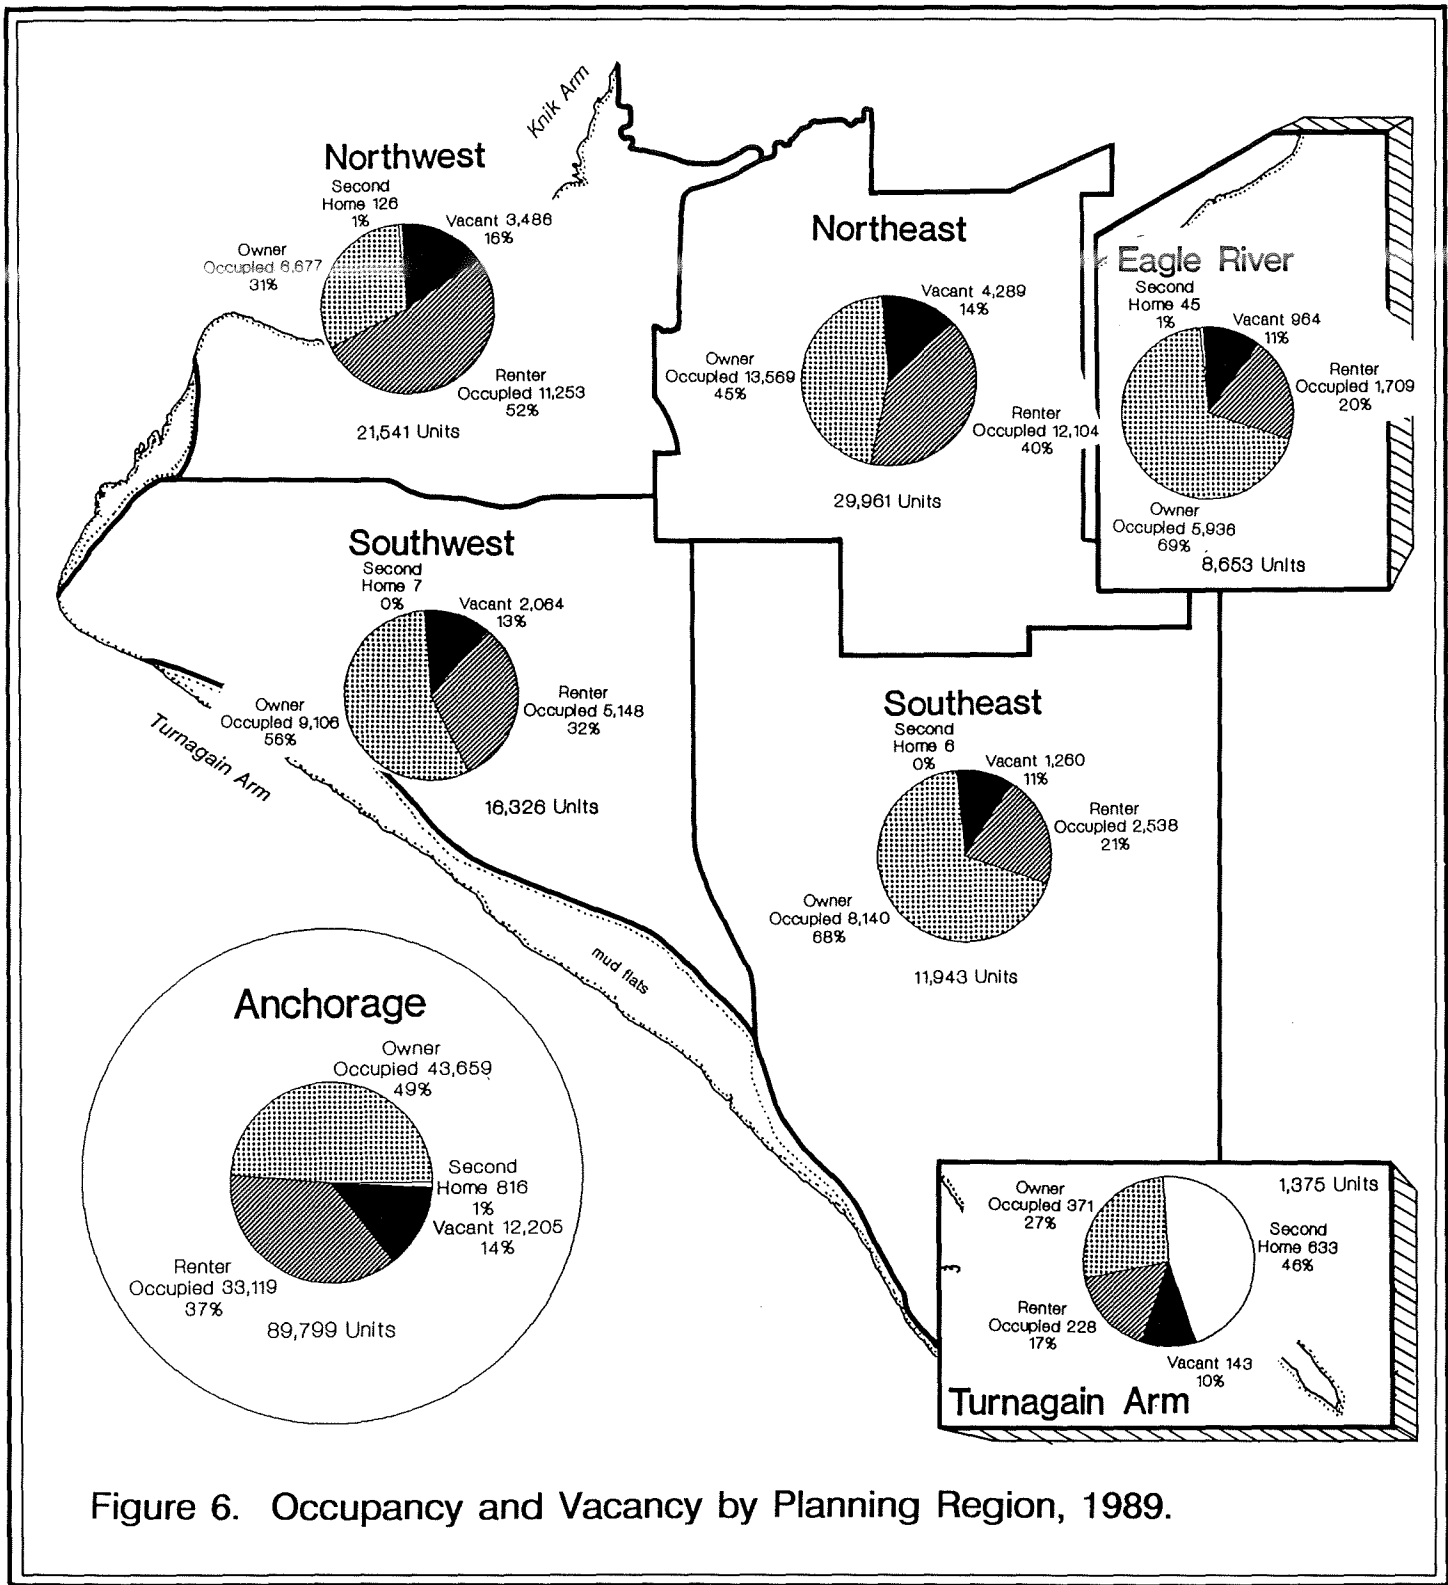 Knik Arm
Northwest
Second
Home 126
1%
Vacant 3,486
16%
Owner
Occupied 6,677
31%
Renter
Occupied 11,253
52%
21,541 Units
Northeast
Vacant 4,289
14%
Owner
Occupied 13,569
45%
Renter
Occupied 12,104
40%
29,961 Units
Eagle River
Second
Home 45
1%
Vacant 964
11%
Renter
Occupied 1,709
20%
Owner
Occupied 5,936
69%
8,653 Units
Southwest
Second
Home 7
0%
Vacant 2,064
13%
Owner
Occupied 9,106
56%
Renter
Occupied 5,148
32%
16,326 Units
Turnagain Arm
mud flats
Southeast
Second
Home 6
0%
Vacant 1,260
11%
Renter
Occupied 2,538
21%
Owner
Occupied 8,140
68%
11,943 Units
Anchorage
Owner
Occupied 43,659
49%
Second
Home 816
1%
Vacant 12,205
14%
Renter
Occupied 33,119
37%
89,799 Units
1,375 Units
Owner
Occupied 371
27%
Second
Home 633
46%
Renter
Occupied 228
17%
Vacant 143
10%
Turnagain Arm
Figure 6. Occupancy and Vacancy by Planning Region, 1989.